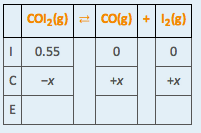 COI₂(g) ⇄ CO(g) + I₂(g)
I 0.55 0 0
C -x +x +x
E